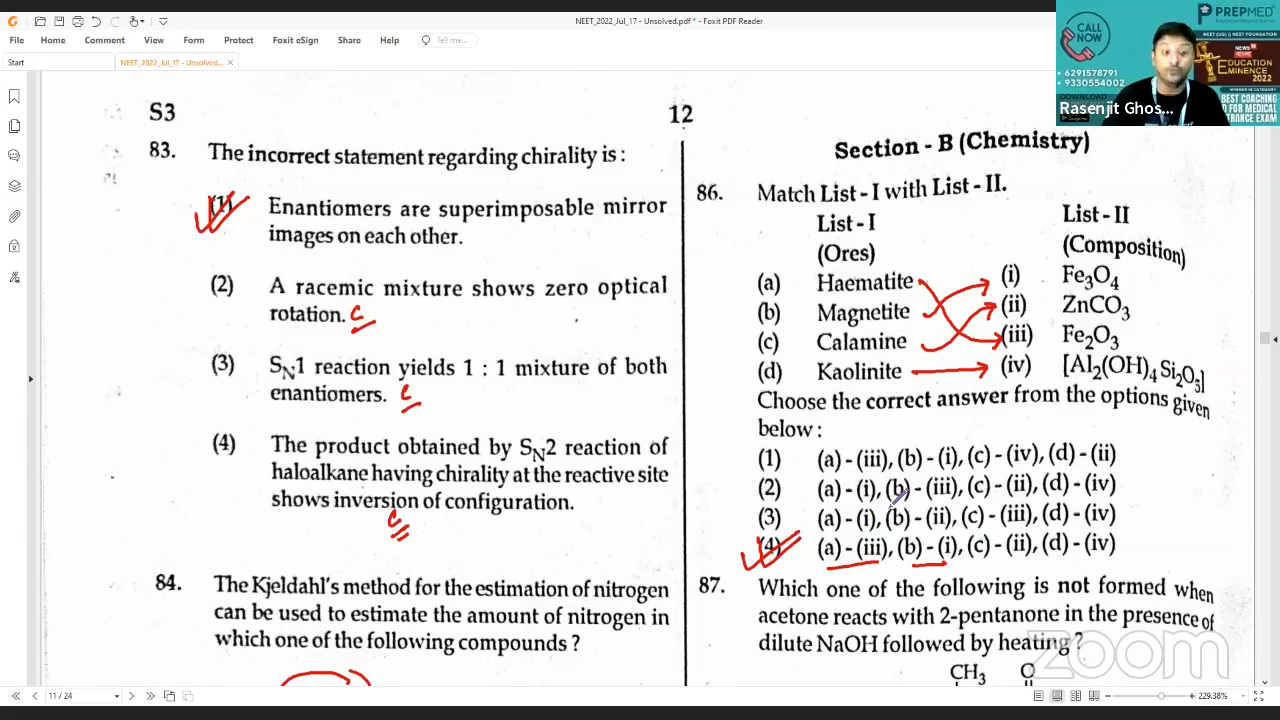 NEET_2022_Jul_17 - Unsolved.pdf * - Foxit PDF Reader
File Home Comment View Form Protect Foxit eSign Share Help Tell me...
Start
NEET_2022_Jul_17 - Unsolved.... ×
PREPMED
CALL NOW
6291578791
9330554002
DOWNLOAD
NEET (UG) || NEET FOUNDATION
NEWS
EDUCATION EMINENCE 2022
WINNER IN CATEGORY
BEST COACHING
FOR MEDICAL
TRANCE EXAM
Rasenjit Ghos...
S3
12
83. The incorrect statement regarding chirality is :
(1) Enantiomers are superimposable mirror
images on each other.
(2) A racemic mixture shows zero optical
rotation. C
(3) SN1 reaction yields 1 : 1 mixture of both
enantiomers. C
(4) The product obtained by SN2 reaction of
haloalkane having chirality at the reactive site
shows inversion of configuration.
C
84. The Kjeldahl's method for the estimation of nitrogen
can be used to estimate the amount of nitrogen in
which one of the following compounds ?
Section - B (Chemistry)
86. Match List - I with List - II.
List - I List - II
(Ores) (Composition)
(a) Haematite (i) Fe3O4
(b) Magnetite (ii) ZnCO3
(c) Calamine (iii) Fe2O3
(d) Kaolinite (iv) [Al2(OH)4 Si2O5]
Choose the correct answer from the options given
below :
(1) (a) - (iii), (b) - (i), (c) - (iv), (d) - (ii)
(2) (a) - (i), (b) - (iii), (c) - (ii), (d) - (iv)
(3) (a) - (i), (b) - (ii), (c) - (iii), (d) - (iv)
(4) (a) - (iii), (b) - (i), (c) - (ii), (d) - (iv)
87. Which one of the following is not formed when
acetone reacts with 2-pentanone in the presence of
dilute NaOH followed by heating ?
CH3 O
zoom
11 / 24
229.38%